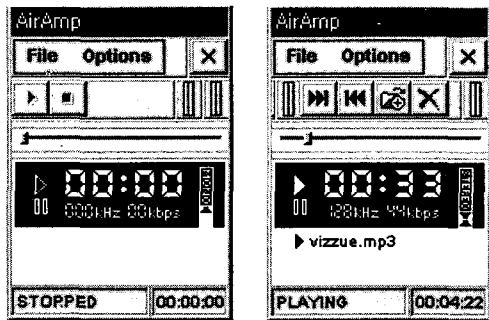 AirAmp
File Options
00:00
000kHz 00kbps
MONO
STOPPED 00:00:00
AirAmp
File Options
00:33
128kHz 44kbps
STEREO
vizzue.mp3
PLAYING 00:04:22